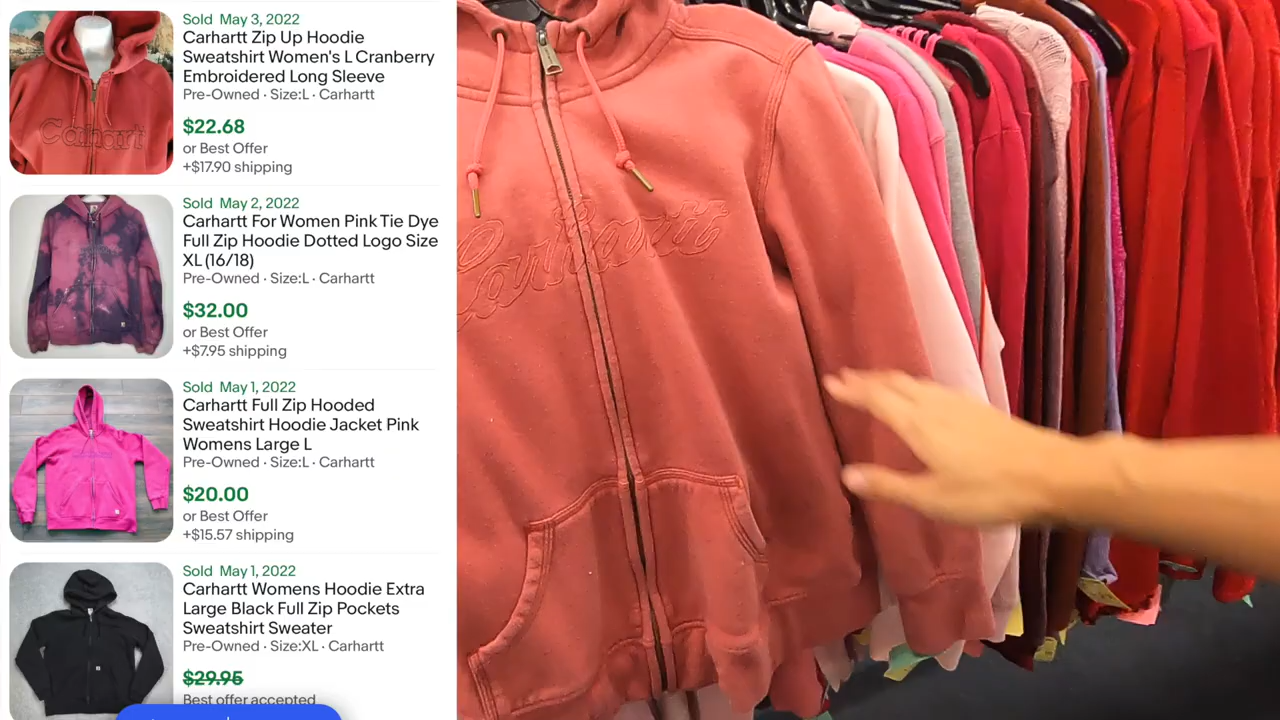 Sold May 3, 2022
Carhartt Zip Up Hoodie
Sweatshirt Women's L Cranberry
Embroidered Long Sleeve
Pre-Owned · Size:L · Carhartt
$22.68
or Best Offer
+$17.90 shipping
Carhartt
Sold May 2, 2022
Carhartt For Women Pink Tie Dye
Full Zip Hoodie Dotted Logo Size
XL (16/18)
Pre-Owned · Size:L · Carhartt
$32.00
or Best Offer
+$7.95 shipping
Sold May 1, 2022
Carhartt Full Zip Hooded
Sweatshirt Hoodie Jacket Pink
Womens Large L
Pre-Owned · Size:L · Carhartt
$20.00
or Best Offer
+$15.57 shipping
Sold May 1, 2022
Carhartt Womens Hoodie Extra
Large Black Full Zip Pockets
Sweatshirt Sweater
Pre-Owned · Size:XL · Carhartt
$29.95
Best offer accepted
Carhartt